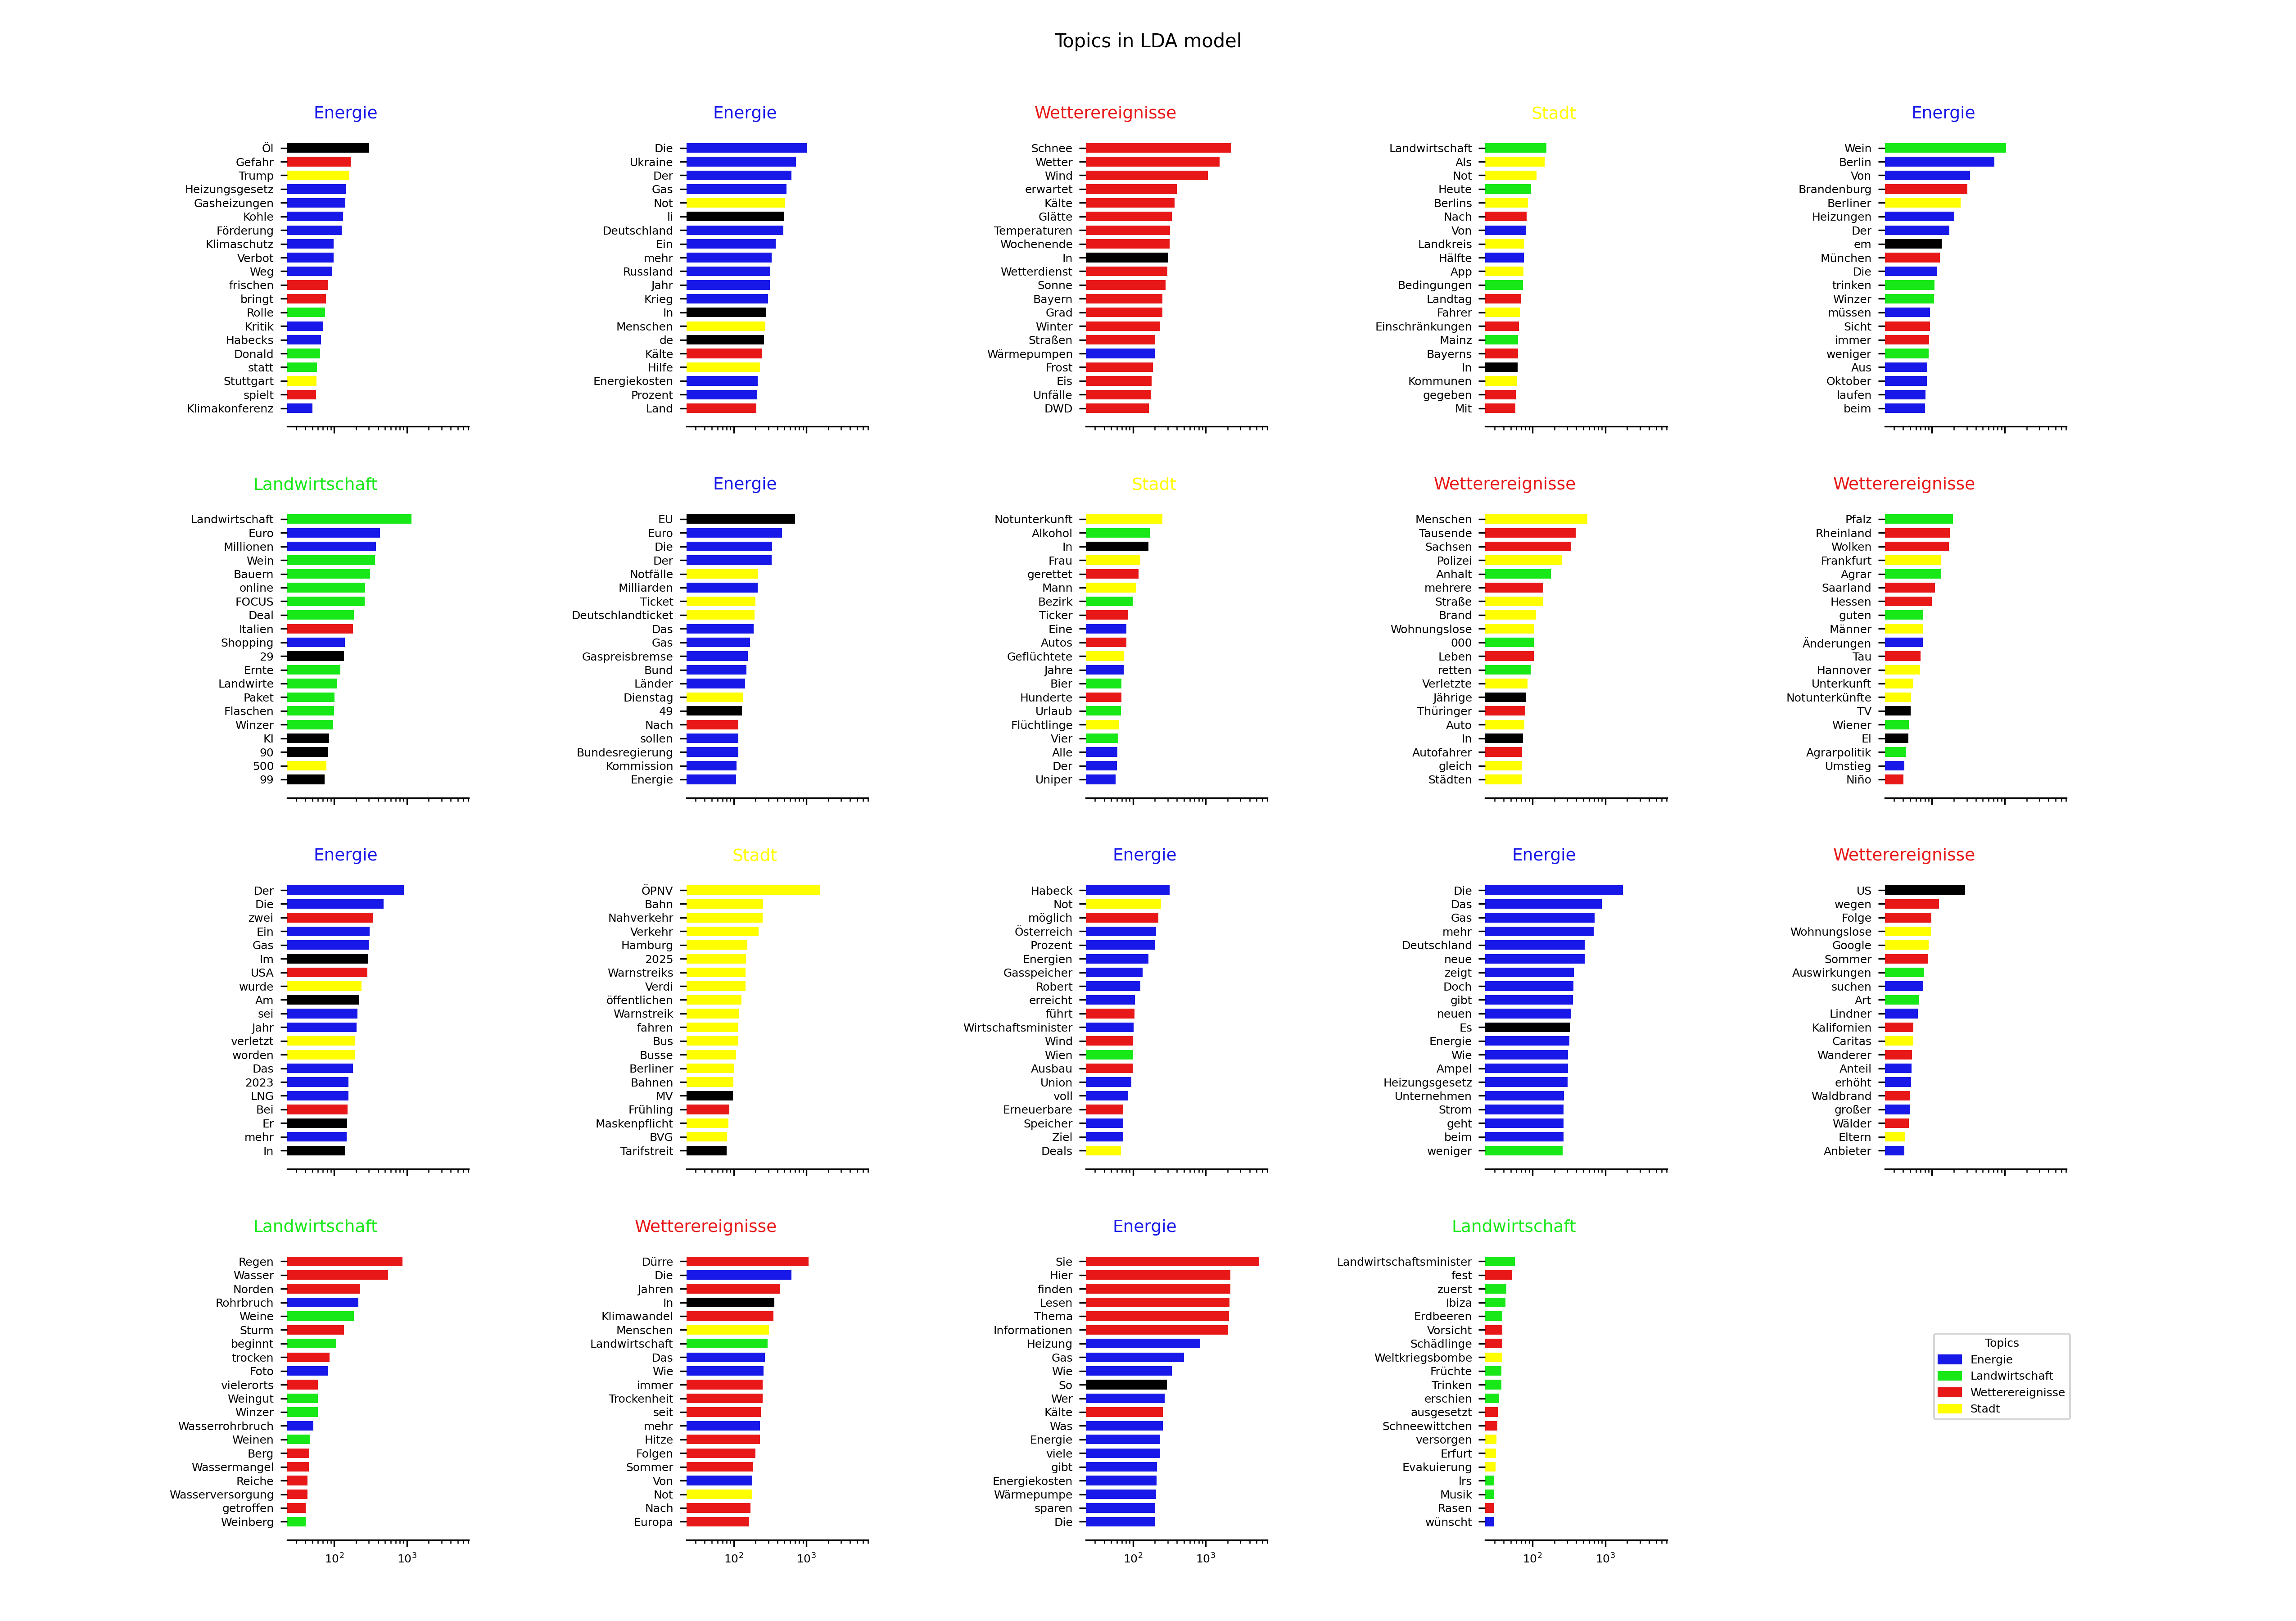 Topics in LDA model
Energie
Öl
Gefahr
Trump
Heizungsgesetz
Gasheizungen
Kohle
Förderung
Klimaschutz
Verbot
Weg
frischen
bringt
Rolle
Kritik
Habecks
Donald
statt
Stuttgart
spielt
Klimakonferenz
Energie
Die
Ukraine
Der
Gas
Not
li
Deutschland
Ein
mehr
Russland
Jahr
Krieg
In
Menschen
de
Kälte
Hilfe
Energiekosten
Prozent
Land
Wetterereignisse
Schnee
Wetter
Wind
erwartet
Kälte
Glätte
Temperaturen
Wochenende
In
Wetterdienst
Sonne
Bayern
Grad
Winter
Straßen
Wärmepumpen
Frost
Eis
Unfälle
DWD
Stadt
Landwirtschaft
Als
Not
Heute
Berlins
Nach
Von
Landkreis
Hälfte
App
Bedingungen
Landtag
Fahrer
Einschränkungen
Mainz
Bayerns
In
Kommunen
gegeben
Mit
Energie
Wein
Berlin
Von
Brandenburg
Berliner
Heizungen
Der
em
München
Die
trinken
Winzer
müssen
Sicht
immer
weniger
Aus
Oktober
laufen
beim
Landwirtschaft
Landwirtschaft
Euro
Millionen
Wein
Bauern
online
FOCUS
Deal
Italien
Shopping
29
Ernte
Landwirte
Paket
Flaschen
Winzer
KI
90
500
99
Energie
EU
Euro
Die
Der
Notfälle
Milliarden
Ticket
Deutschlandticket
Das
Gas
Gaspreisbremse
Bund
Länder
Dienstag
49
Nach
sollen
Bundesregierung
Kommission
Energie
Stadt
Notunterkunft
Alkohol
In
Frau
gerettet
Mann
Bezirk
Ticker
Eine
Autos
Geflüchtete
Jahre
Bier
Hunderte
Urlaub
Flüchtlinge
Vier
Alle
Der
Uniper
Wetterereignisse
Menschen
Tausende
Sachsen
Polizei
Anhalt
mehrere
Straße
Brand
Wohnungslose
000
Leben
retten
Verletzte
Jährige
Thüringer
Auto
In
Autofahrer
gleich
Städten
Wetterereignisse
Pfalz
Rheinland
Wolken
Frankfurt
Agrar
Saarland
Hessen
guten
Männer
Änderungen
Tau
Hannover
Unterkunft
Notunterkünfte
TV
Wiener
El
Agrarpolitik
Umstieg
Niño
Energie
Der
Die
zwei
Ein
Gas
Im
USA
wurde
Am
sei
Jahr
verletzt
worden
Das
2023
LNG
Bei
Er
mehr
In
Stadt
ÖPNV
Bahn
Nahverkehr
Verkehr
Hamburg
2025
Warnstreiks
Verdi
öffentlichen
Warnstreik
fahren
Bus
Busse
Berliner
Bahnen
MV
Frühling
Maskenpflicht
BVG
Tarifstreit
Energie
Habeck
Not
möglich
Österreich
Prozent
Energien
Gasspeicher
Robert
erreicht
führt
Wirtschaftsminister
Wind
Wien
Ausbau
Union
voll
Erneuerbare
Speicher
Ziel
Deals
Energie
Die
Das
Gas
mehr
Deutschland
neue
zeigt
Doch
gibt
neuen
Es
Energie
Wie
Ampel
Heizungsgesetz
Unternehmen
Strom
geht
beim
weniger
Wetterereignisse
US
wegen
Folge
Wohnungslose
Google
Sommer
Auswirkungen
suchen
Art
Lindner
Kalifornien
Caritas
Wanderer
Anteil
erhöht
Waldbrand
großer
Wälder
Eltern
Anbieter
Landwirtschaft
Regen
Wasser
Norden
Rohrbruch
Weine
Sturm
beginnt
trocken
Foto
vielerorts
Weingut
Winzer
Wasserrohrbruch
Weinen
Berg
Wassermangel
Reiche
Wasserversorgung
getroffen
Weinberg
10² 10³
Wetterereignisse
Dürre
Die
Jahren
In
Klimawandel
Menschen
Landwirtschaft
Das
Wie
immer
Trockenheit
seit
mehr
Hitze
Folgen
Sommer
Von
Not
Nach
Europa
10² 10³
Energie
Sie
Hier
finden
Lesen
Thema
Informationen
Heizung
Gas
Wie
So
Wer
Kälte
Was
Energie
viele
gibt
Energiekosten
Wärmepumpe
sparen
Die
10² 10³
Landwirtschaft
Landwirtschaftsminister
fest
zuerst
Ibiza
Erdbeeren
Vorsicht
Schädlinge
Weltkriegsbombe
Früchte
Trinken
erschien
ausgesetzt
Schneewittchen
versorgen
Erfurt
Evakuierung
Irs
Musik
Rasen
wünscht
10² 10³
Topics
Energie
Landwirtschaft
Wetterereignisse
Stadt